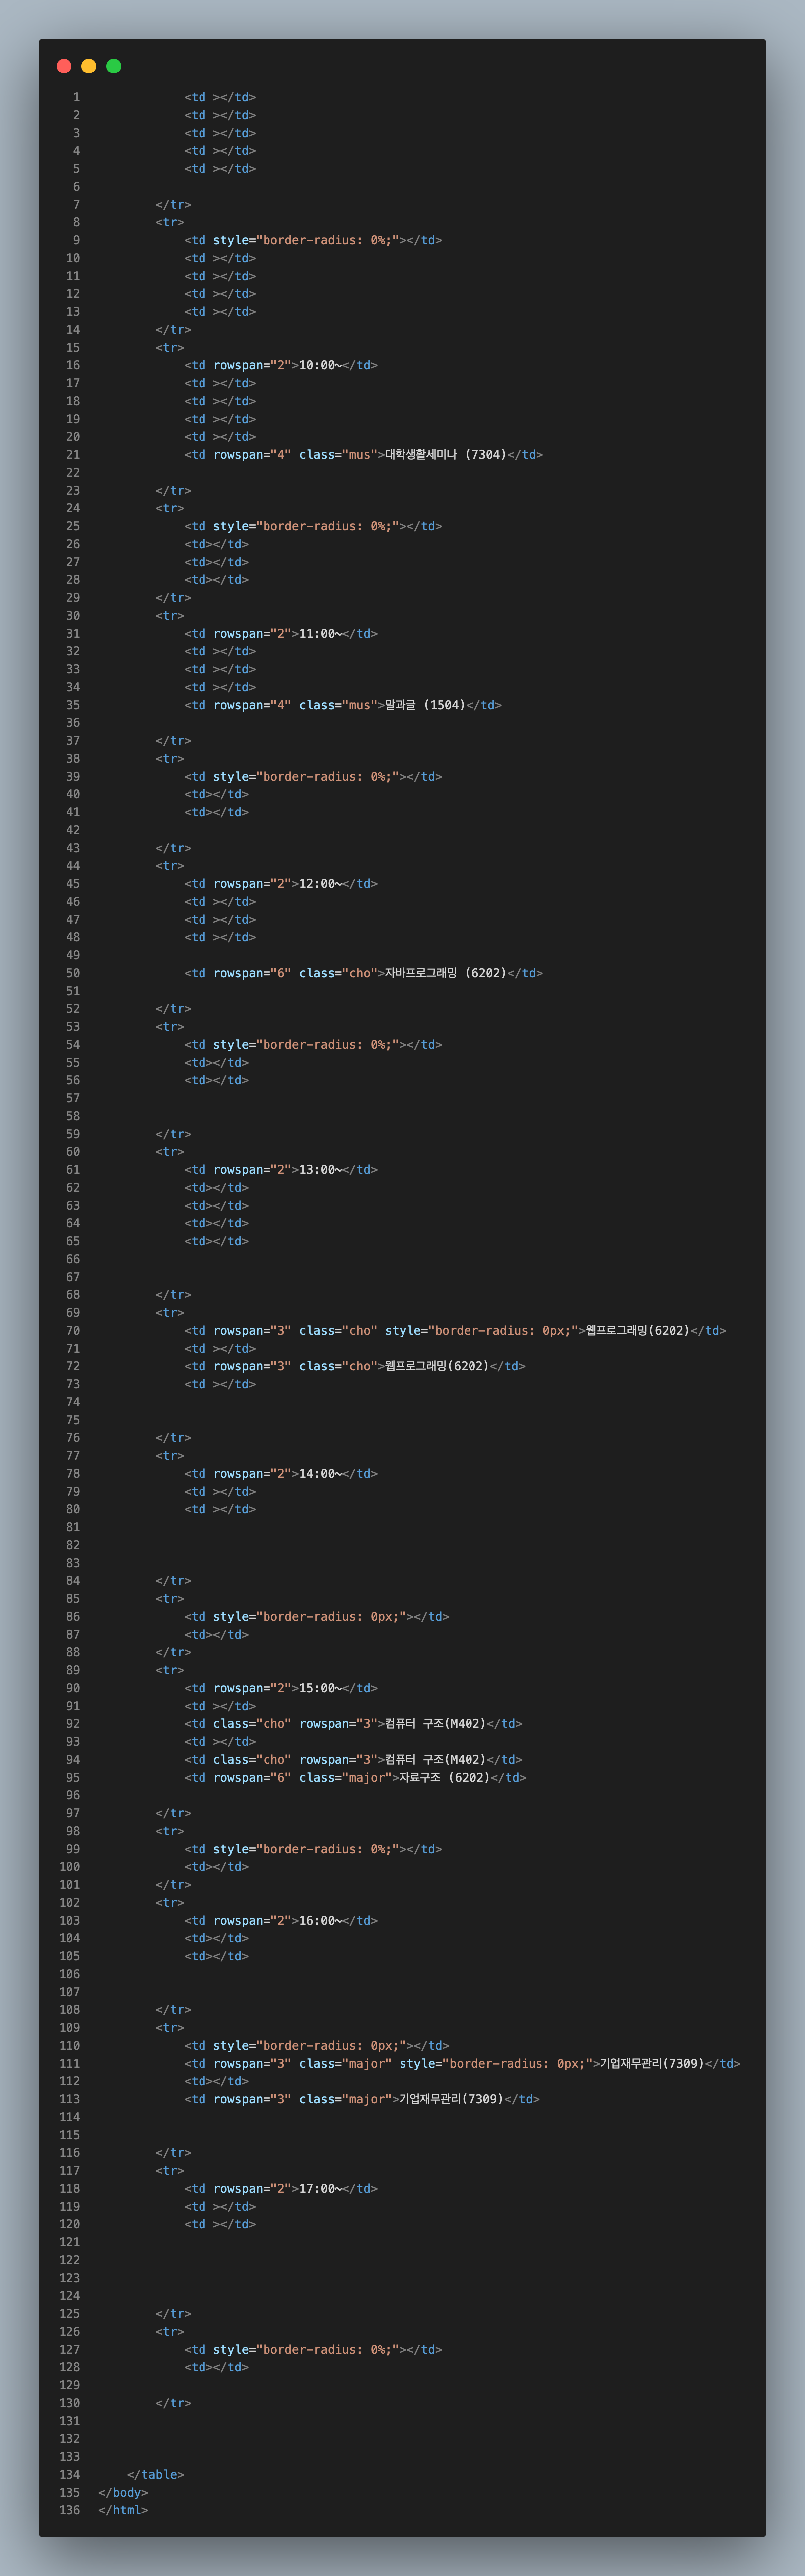 1 <td ></td>
2 <td ></td>
3 <td ></td>
4 <td ></td>
5 <td ></td>
6
7 </tr>
8 <tr>
9 <td style="border-radius: 0%;"></td>
10 <td ></td>
11 <td ></td>
12 <td ></td>
13 <td ></td>
14 </tr>
15 <tr>
16 <td rowspan="2">10:00~</td>
17 <td ></td>
18 <td ></td>
19 <td ></td>
20 <td ></td>
21 <td rowspan="4" class="mus">대학생활세미나 (7304)</td>
22
23 </tr>
24 <tr>
25 <td style="border-radius: 0%;"></td>
26 <td></td>
27 <td></td>
28 <td></td>
29 </tr>
30 <tr>
31 <td rowspan="2">11:00~</td>
32 <td ></td>
33 <td ></td>
34 <td ></td>
35 <td rowspan="4" class="mus">말과글 (1504)</td>
36
37 </tr>
38 <tr>
39 <td style="border-radius: 0%;"></td>
40 <td></td>
41 <td></td>
42
43 </tr>
44 <tr>
45 <td rowspan="2">12:00~</td>
46 <td ></td>
47 <td ></td>
48 <td ></td>
49
50 <td rowspan="6" class="cho">자바프로그래밍 (6202)</td>
51
52 </tr>
53 <tr>
54 <td style="border-radius: 0%;"></td>
55 <td></td>
56 <td></td>
57
58
59 </tr>
60 <tr>
61 <td rowspan="2">13:00~</td>
62 <td></td>
63 <td></td>
64 <td></td>
65 <td></td>
66
67
68 </tr>
69 <tr>
70 <td rowspan="3" class="cho" style="border-radius: 0px;">웹프로그래밍(6202)</td>
71 <td ></td>
72 <td rowspan="3" class="cho">웹프로그래밍(6202)</td>
73 <td ></td>
74
75
76 </tr>
77 <tr>
78 <td rowspan="2">14:00~</td>
79 <td ></td>
80 <td ></td>
81
82
83
84 </tr>
85 <tr>
86 <td style="border-radius: 0px;"></td>
87 <td></td>
88 </tr>
89 <tr>
90 <td rowspan="2">15:00~</td>
91 <td ></td>
92 <td class="cho" rowspan="3">컴퓨터 구조(M402)</td>
93 <td ></td>
94 <td class="cho" rowspan="3">컴퓨터 구조(M402)</td>
95 <td rowspan="6" class="major">자료구조 (6202)</td>
96
97 </tr>
98 <tr>
99 <td style="border-radius: 0%;"></td>
100 <td></td>
101 </tr>
102 <tr>
103 <td rowspan="2">16:00~</td>
104 <td></td>
105 <td></td>
106
107
108 </tr>
109 <tr>
110 <td style="border-radius: 0px;"></td>
111 <td rowspan="3" class="major" style="border-radius: 0px;">기업재무관리(7309)</td>
112 <td></td>
113 <td rowspan="3" class="major">기업재무관리(7309)</td>
114
115
116 </tr>
117 <tr>
118 <td rowspan="2">17:00~</td>
119 <td ></td>
120 <td ></td>
121
122
123
124
125 </tr>
126 <tr>
127 <td style="border-radius: 0%;"></td>
128 <td></td>
129
130 </tr>
131
132
133
134 </table>
135 </body>
136 </html>